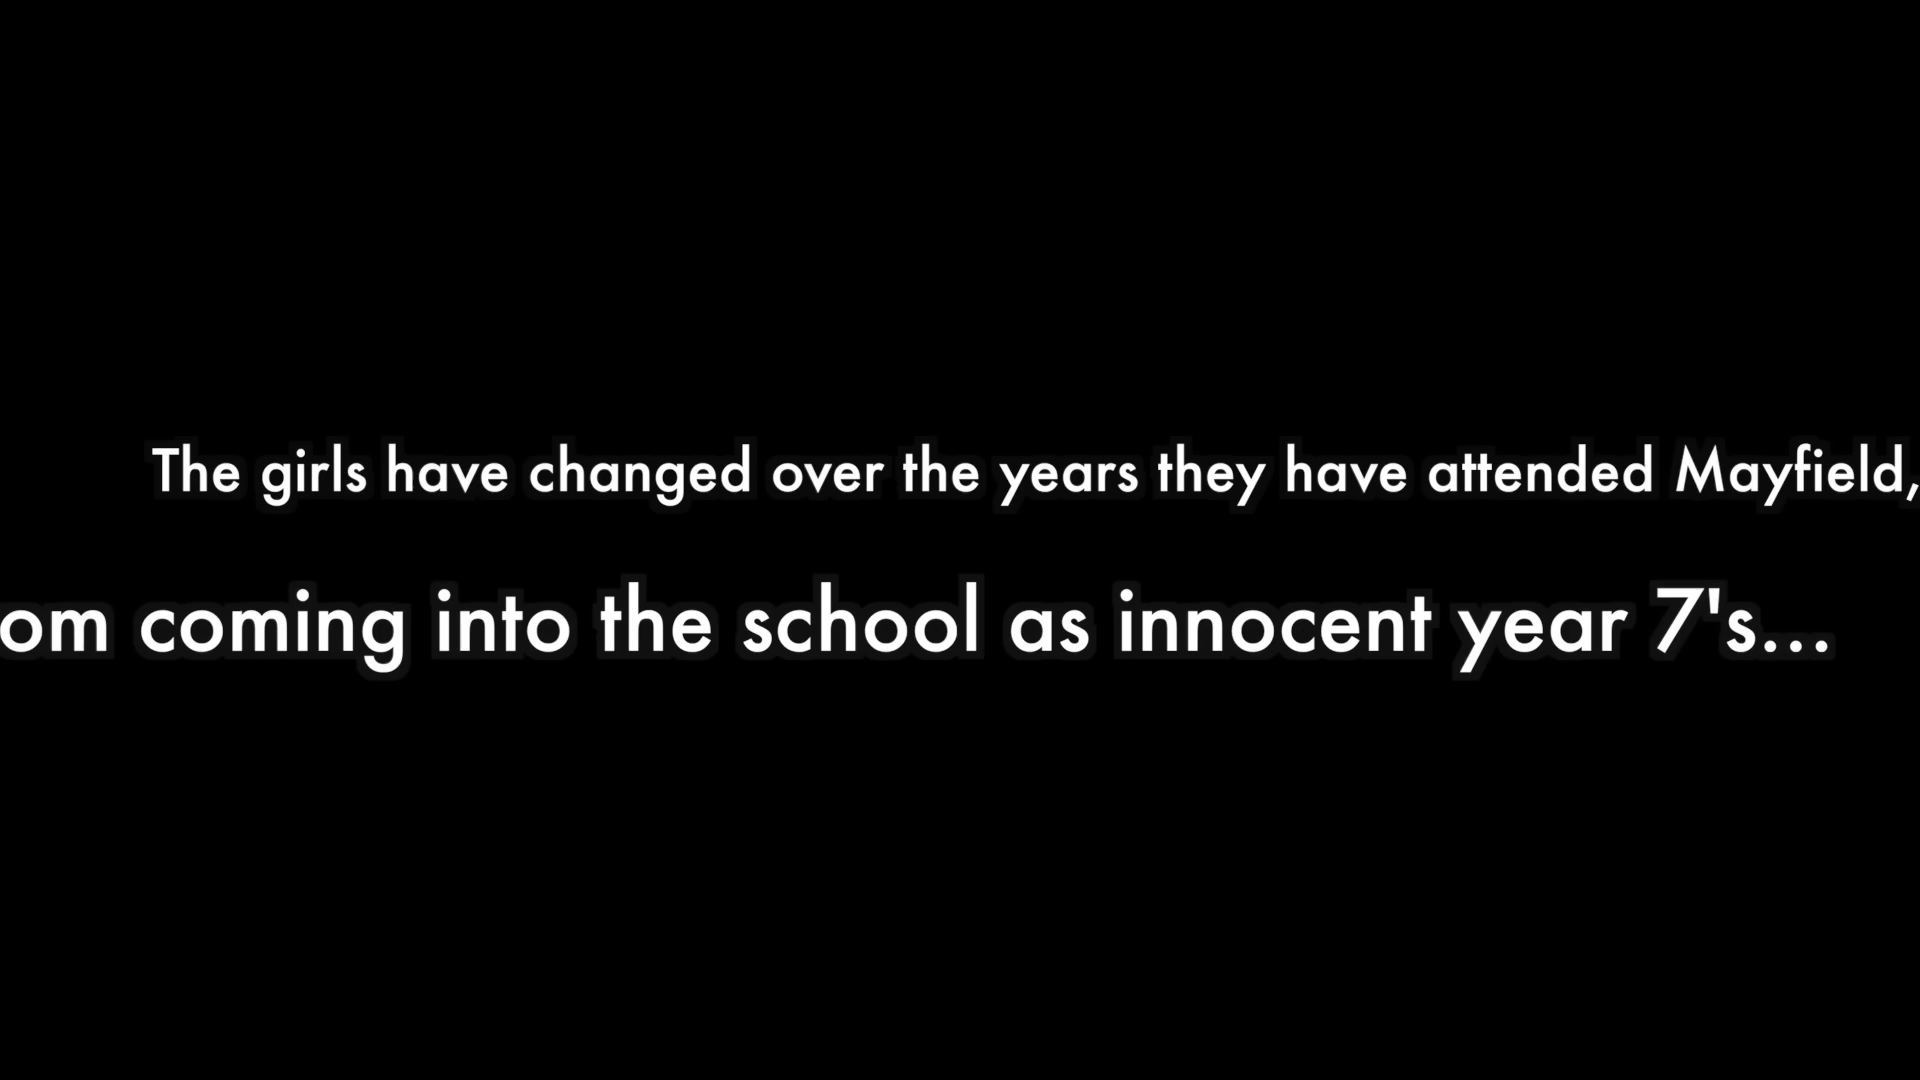 The girls have changed over the years they have attended Mayfield,
om coming into the school as innocent year 7's...